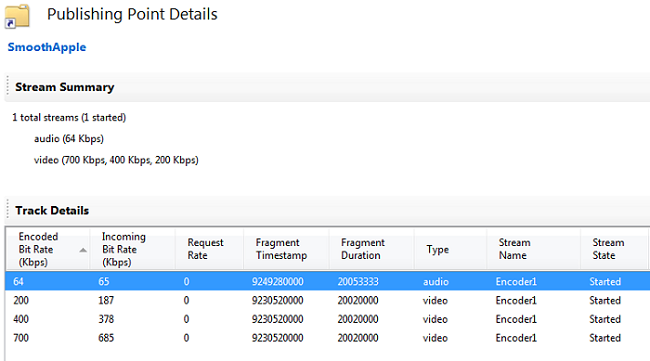 Publishing Point Details
SmoothApple
Stream Summary
1 total streams (1 started)
audio (64 Kbps)
video (700 Kbps, 400 Kbps, 200 Kbps)
Track Details
Encoded Bit Rate (Kbps) Incoming Bit Rate (Kbps) Request Rate Fragment Timestamp Fragment Duration Type Stream Name Stream State
64 65 0 9249280000 20053333 audio Encoder1 Started
200 187 0 9230520000 20020000 video Encoder1 Started
400 378 0 9230520000 20020000 video Encoder1 Started
700 685 0 9230520000 20020000 video Encoder1 Started